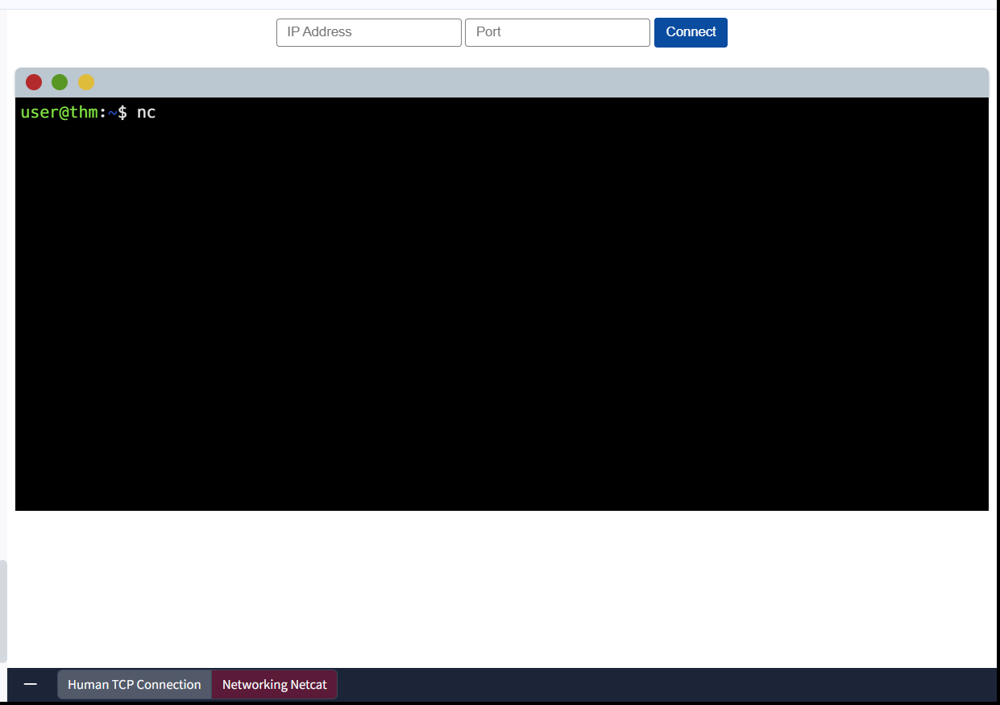 IP Address Port Connect
user@thm:~$ nc
Human TCP Connection Networking Netcat